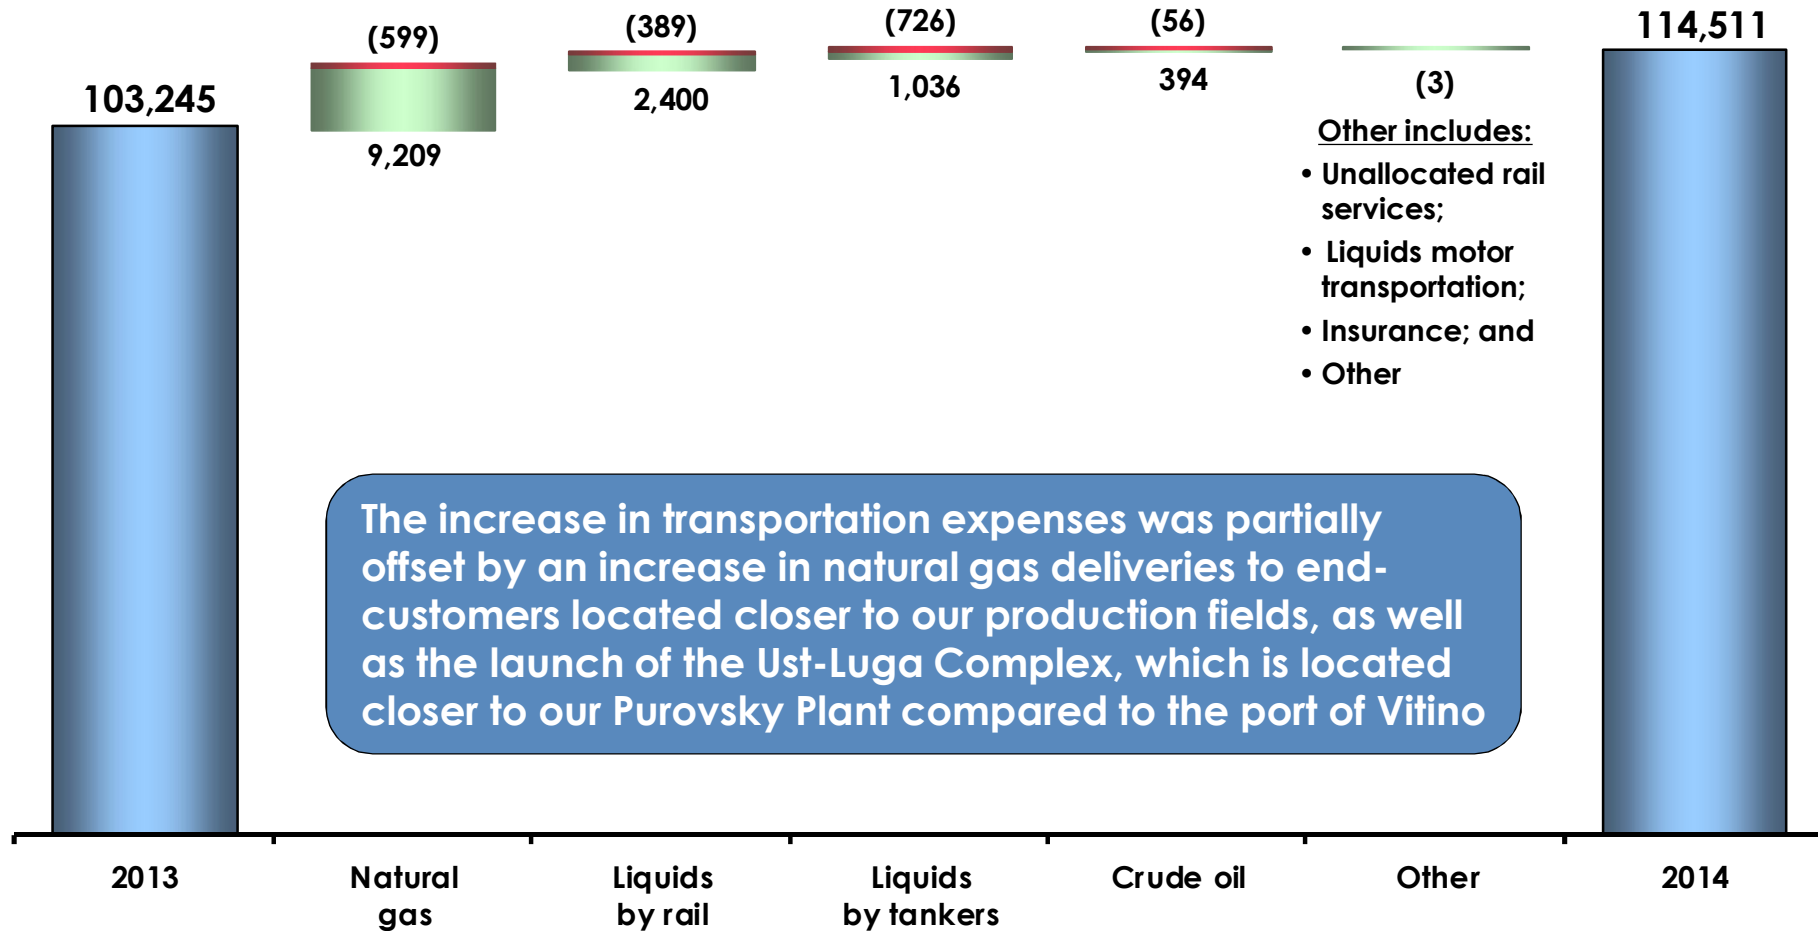 103,245
(599)
9,209
(389)
2,400
(726)
1,036
(56)
394
(3)
114,511
Other includes:
• Unallocated rail
services;
• Liquids motor
transportation;
• Insurance; and
• Other
The increase in transportation expenses was partially
offset by an increase in natural gas deliveries to end-
customers located closer to our production fields, as well
as the launch of the Ust-Luga Complex, which is located
closer to our Purovsky Plant compared to the port of Vitino
2013
Natural
gas
Liquids
by rail
Liquids
by tankers
Crude oil
Other
2014